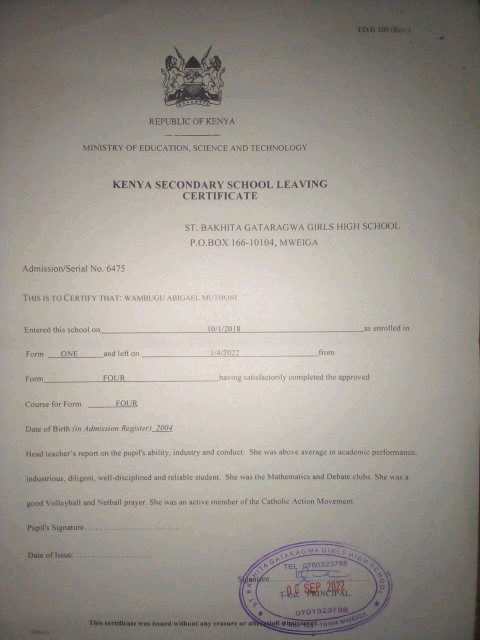 ED/H 100 (Rev.)
REPUBLIC OF KENYA
MINISTRY OF EDUCATION, SCIENCE AND TECHNOLOGY
KENYA SECONDARY SCHOOL LEAVING
CERTIFICATE
ST. BAKHITA GATARAGWA GIRLS HIGH SCHOOL
P.O.BOX 166-10104, MWEIGA
Admission/Serial No. 6475
THIS IS TO CERTIFY THAT: WAMBUGU ABIGAEL MUTHONI
Entered this school on 10/1/2018 as enrolled in
Form ONE and left on 1/4/2022 from
Form FOUR having satisfactorily completed the approved
Course for Form FOUR
Date of Birth (in Admission Register) 2004
Head teacher's report on the pupil's ability, industry and conduct: She was above average in academic performance,
industrious, diligent, well-disciplined and reliable student. She was the Mathematics and Debate clubs. She was a
good Volleyball and Netball prayer. She was an active member of the Catholic Action Movement.
Pupil's Signature................................
Date of Issue: .........................
ST. BAKHITA GATARAGWA GIRLS HIGH SCHOOL
TEL 0780323788
Signature
06 SEP 2022
FOR PRINCIPAL
0701323788
10104 MWEIGA
This certificate was issued without any erasure or alteration whatsoever